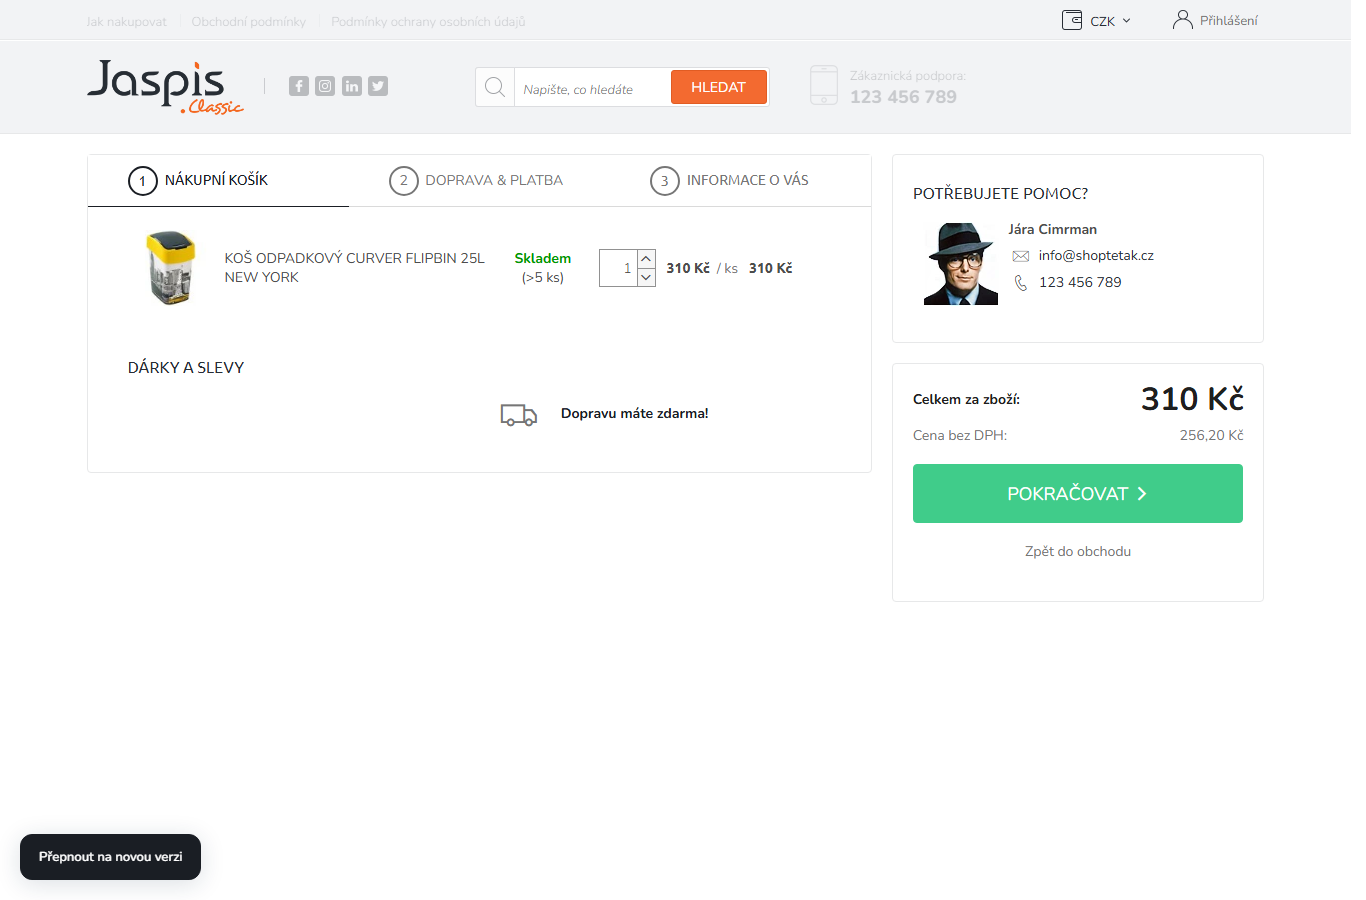 Jak nakupovat
Obchodní podmínky
Podmínky ochrany osobních údajů
CZK
Přihlášení
Jaspis
.Classic
Napište, co hledáte
HLEDAT
Zákaznická podpora:
123 456 789
1 NÁKUPNÍ KOŠÍK
2 DOPRAVA & PLATBA
3 INFORMACE O VÁS
KOŠ ODPADKOVÝ CURVER FLIPBIN 25L
NEW YORK
Skladem
(>5 ks)
1
310 Kč / ks
310 Kč
DÁRKY A SLEVY
Dopravu máte zdarma!
POTŘEBUJETE POMOC?
Jára Cimrman
info@shoptetak.cz
123 456 789
Celkem za zboží:
310 Kč
Cena bez DPH:
256,20 Kč
POKRAČOVAT
Zpět do obchodu
Přepnout na novou verzi